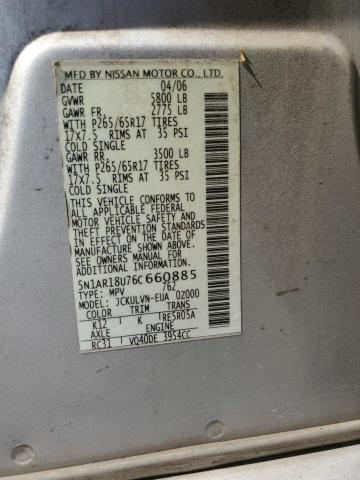 MFD BY NISSAN MOTOR CO., LTD.
DATE 04/06
GVWR 5800 LB
GAWR FR. 2775 LB
WITH P265/65R17 TIRES
17x7.5 RIMS AT 35 PSI
COLD SINGLE
GAWR RR. 3500 LB
WITH P265/65R17 TIRES
17x7.5 RIMS AT 35 PSI
COLD SINGLE
THIS VEHICLE CONFORMS TO
ALL APPLICABLE FEDERAL
MOTOR VEHICLE SAFETY AND
THEFT PREVENTION STANDARDS
IN EFFECT ON THE DATE OF
MANUFACTURE SHOWN ABOVE.
SEE OWNERS MANUAL FOR
ADDITIONAL INFORMATION.
5N1AR18U76C660885
TYPE: MPV /62
MODEL: JCKULVN-EUA 0Z000
COLOR TRIM TRANS
K12 K RE5R05A
AXLE ENGINE
RC31 VQ40DE 3954CC